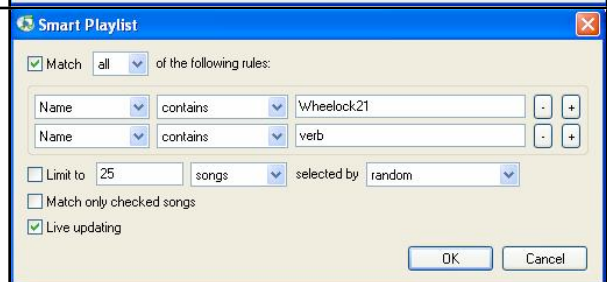 Smart Playlist
Match all of the following rules:
Name contains Wheelock21 - +
Name contains verb - +
Limit to 25 songs selected by random
Match only checked songs
Live updating
OK Cancel